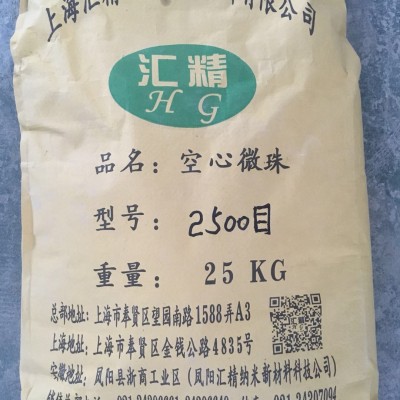 上海汇精
有限公司
汇精
H G
品名：空心微珠
型号：2500目
重量：25 KG
总部地址：上海市奉贤区望园南路1588弄A3
上海地址：上海市奉贤区金钱公路4835号
安徽地址：凤阳县浙商工业区（凤阳汇精纳米新材料科技公司）